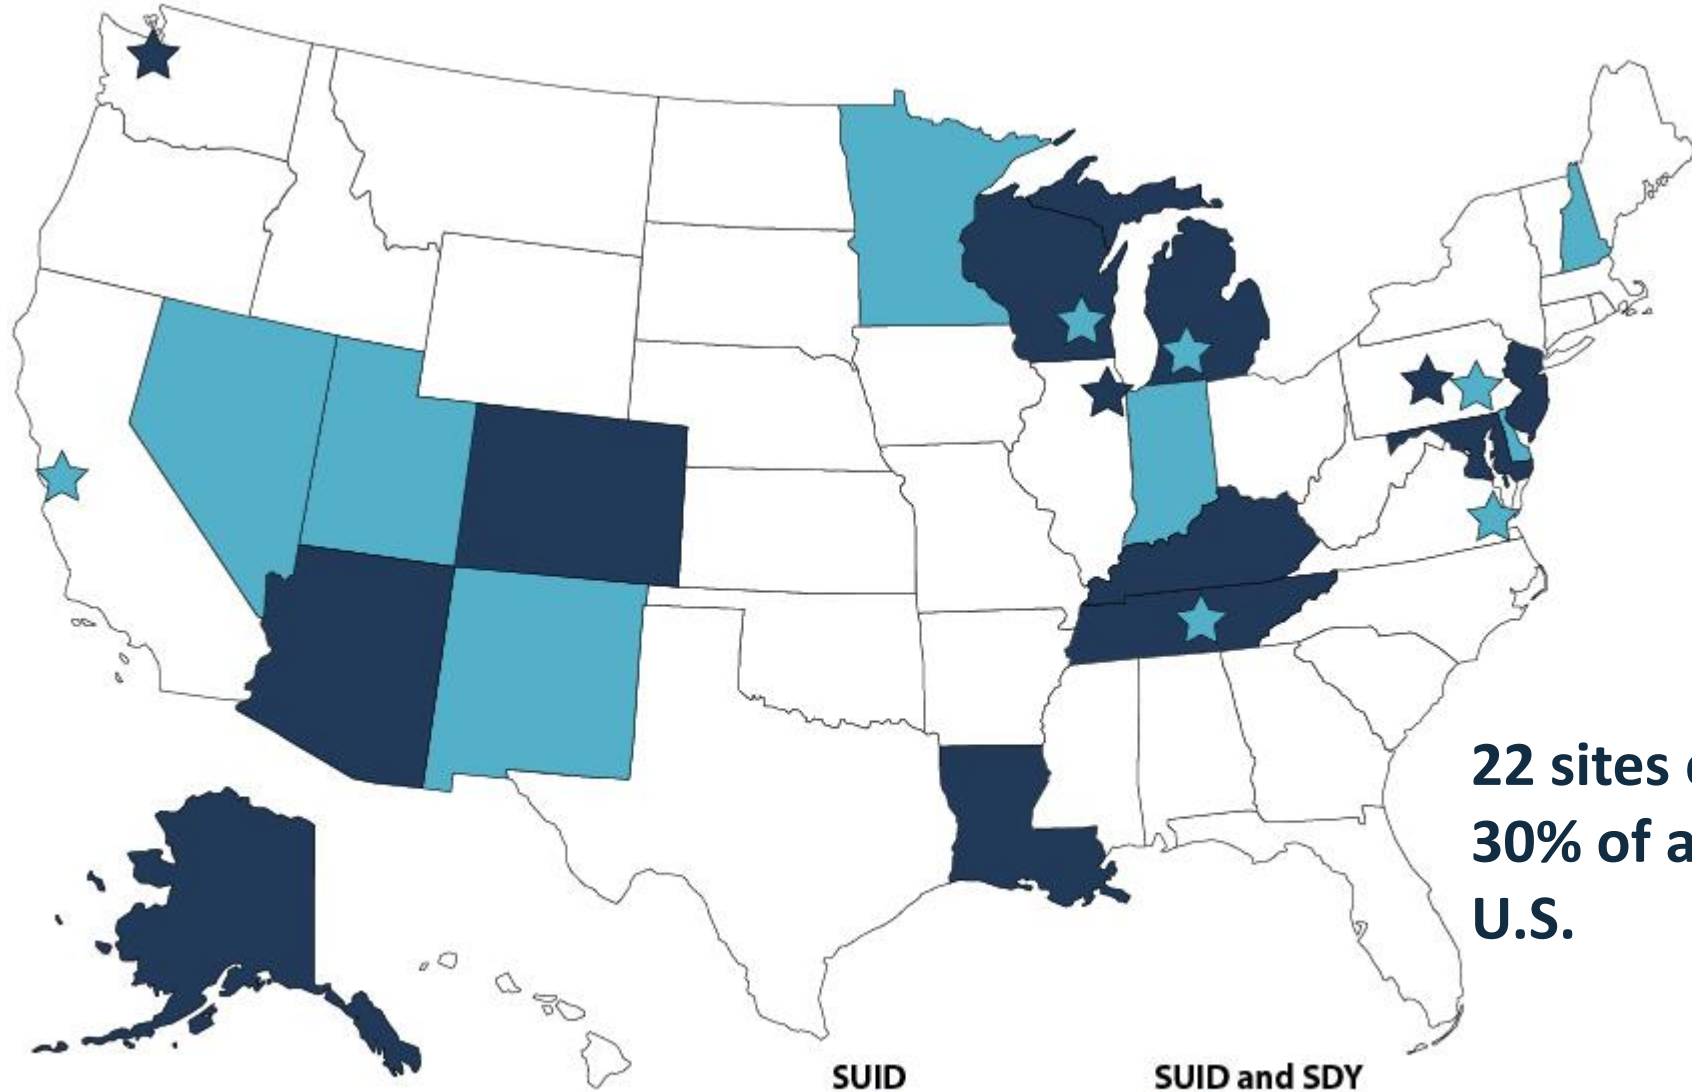 22 sites
30% of a
U.S.
SUID
SUID and SDY